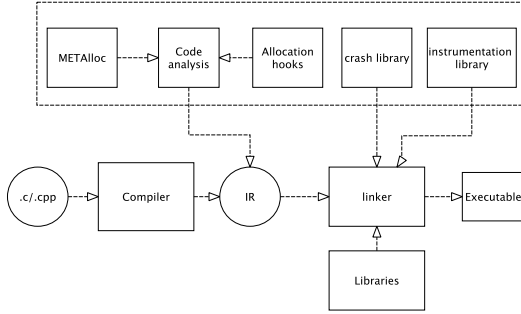 METAlloc
Code
analysis
Allocation
hooks
crash library
instrumentation
library
.c/.cpp
Compiler
IR
linker
Executable
Libraries